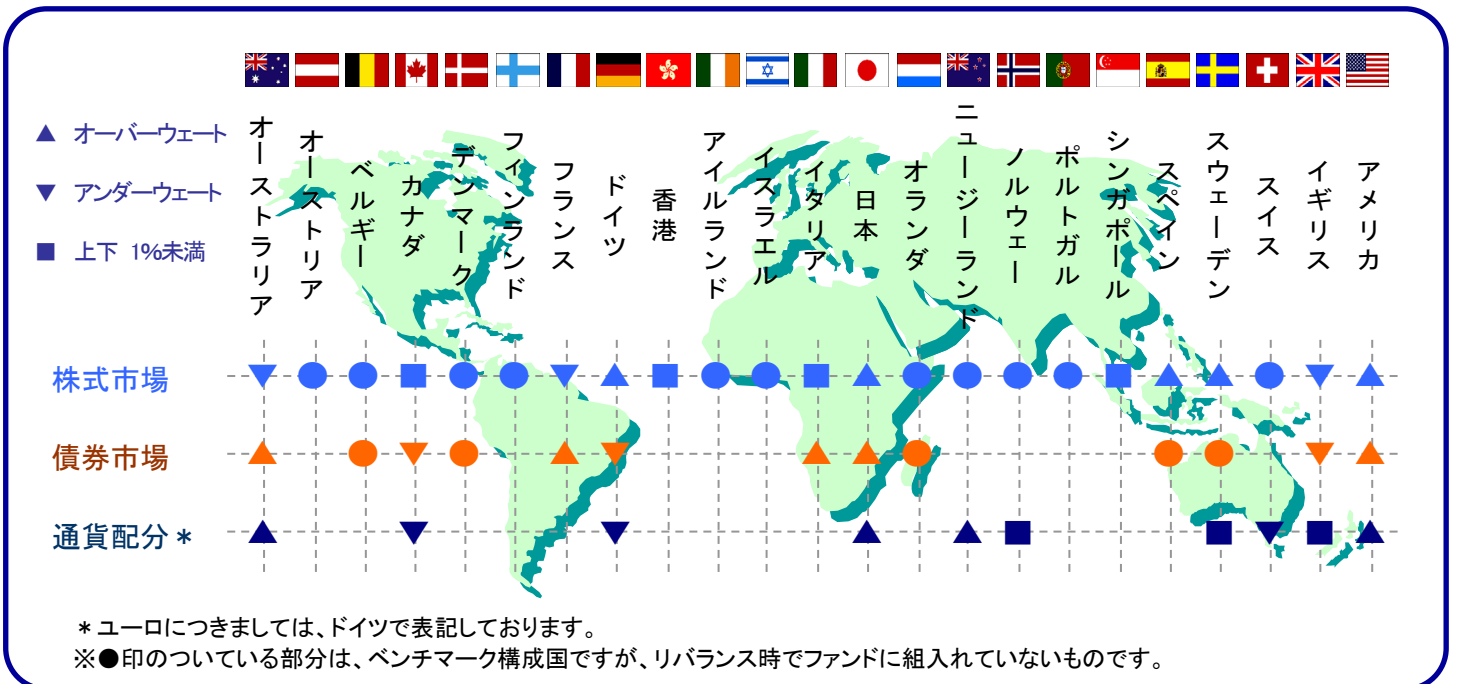 ▲ オーバーウェート
▼ アンダーウェート
■ 上下 1%未満
オーストラリア
オーストリア
ベルギー
カナダ
デンマーク
フィンランド
フランス
ドイツ
香港
アイルランド
イスラエル
イタリア
日本
オランダ
ニュージーランド
ノルウェー
ポルトガル
シンガポール
スペイン
スウェーデン
スイス
イギリス
アメリカ
株式市場
債券市場
通貨配分*
*ユーロにつきましては、ドイツで表記しております。
※●印のついている部分は、ベンチマーク構成国ですが、リバランス時でファンドに組入れていないものです。